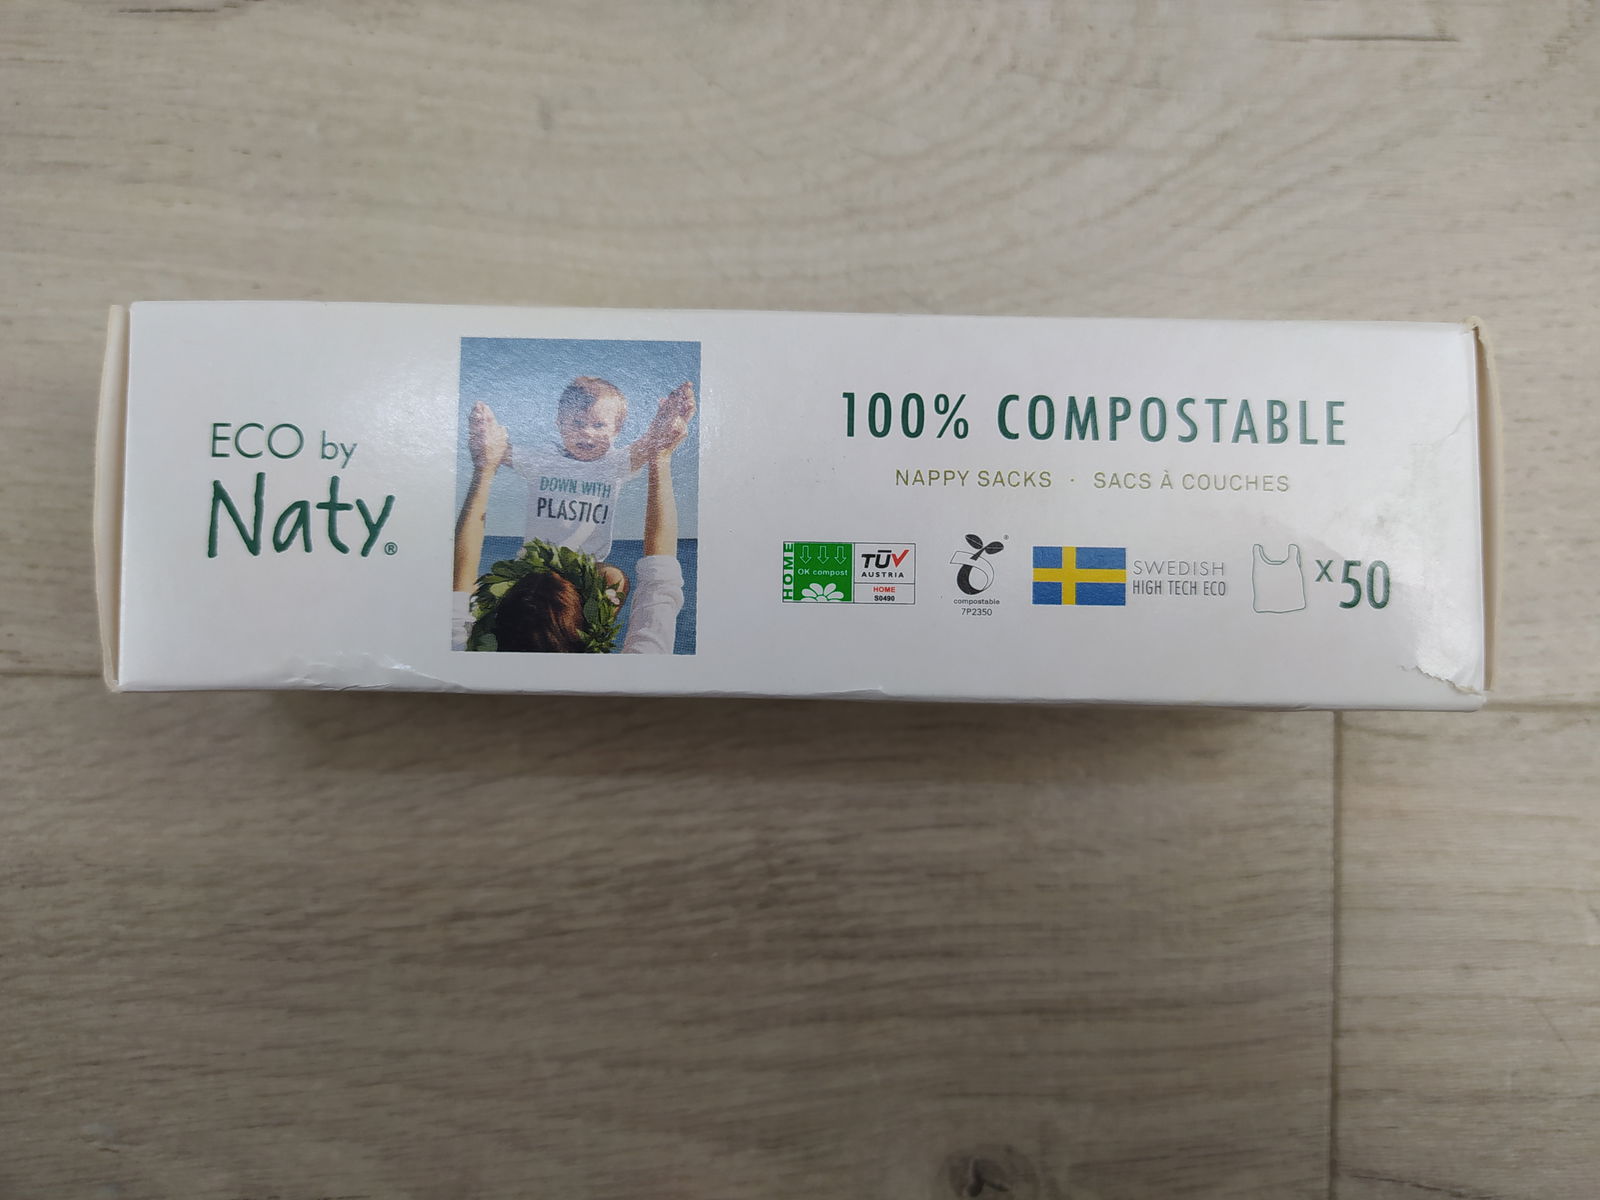 ECO by
Naty®
DOWN WITH
PLASTIC!
100% COMPOSTABLE
NAPPY SACKS · SACS À COUCHES
HOME
OK compost
TÜV
AUSTRIA
HOME
S0490
compostable
7P2350
SWEDISH
HIGH TECH ECO
x50